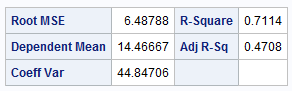 Root MSE 6.48788 R-Square 0.7114
Dependent Mean 14.46667 Adj R-Sq 0.4708
Coeff Var 44.84706